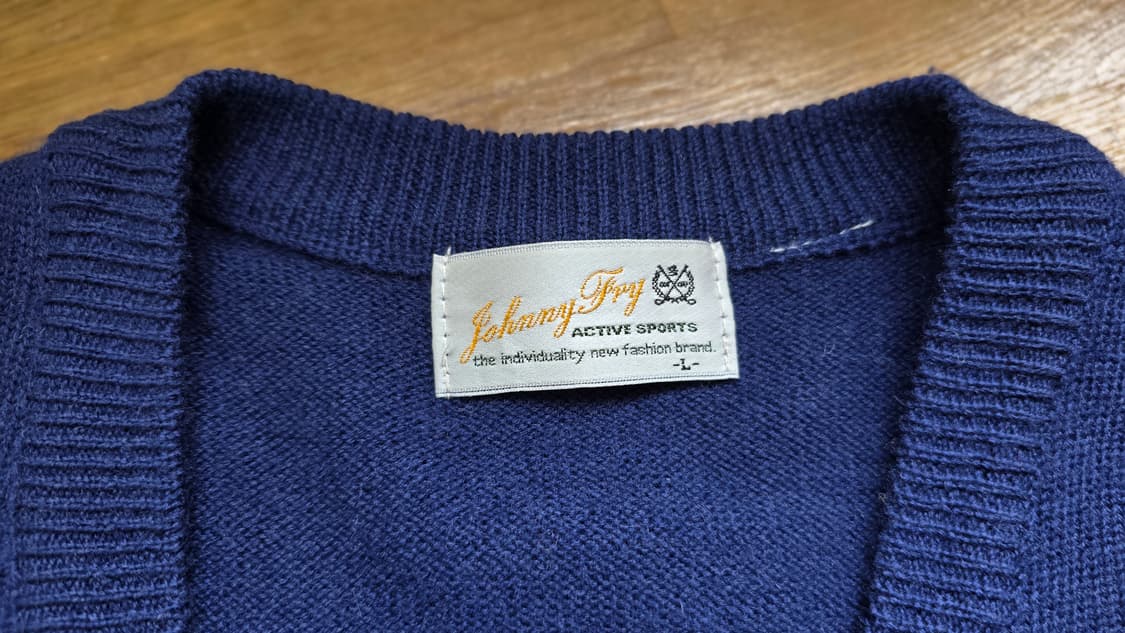 Johnny Fry
ACTIVE SPORTS
the individuality new fashion brand.
-L-